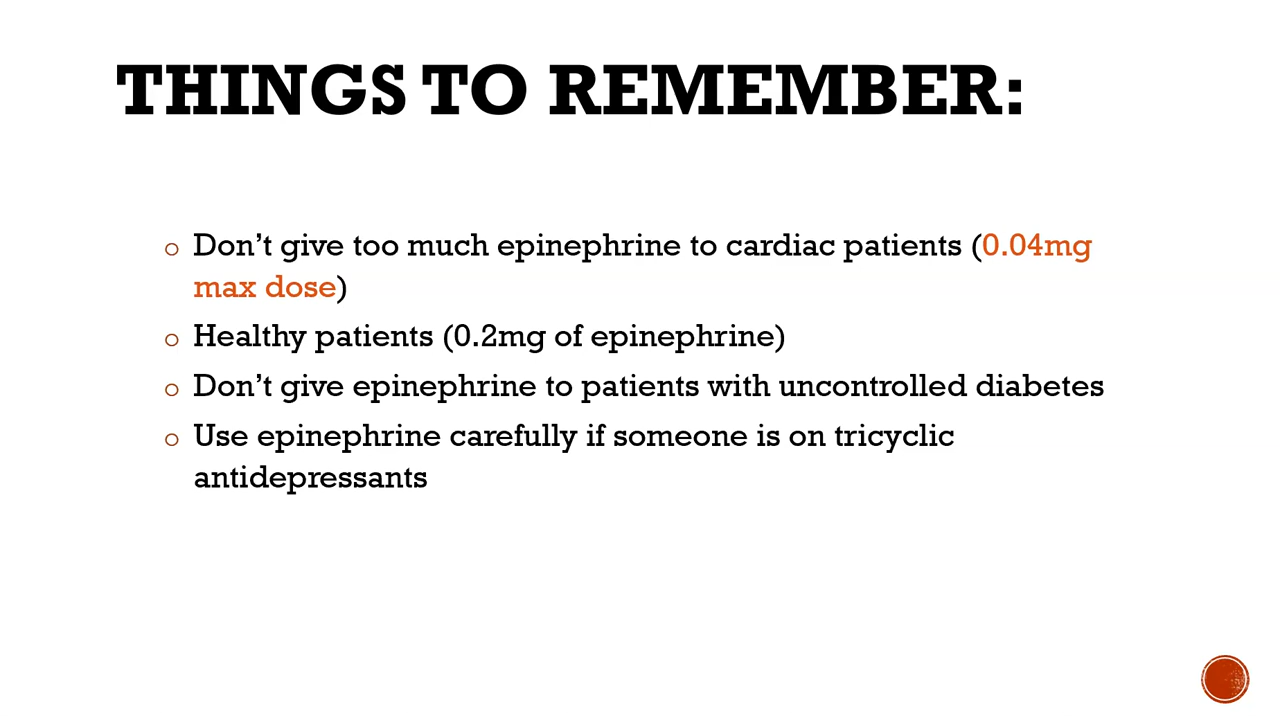 THINGS TO REMEMBER:
o Don’t give too much epinephrine to cardiac patients (0.04mg
max dose)
o Healthy patients (0.2mg of epinephrine)
o Don’t give epinephrine to patients with uncontrolled diabetes
o Use epinephrine carefully if someone is on tricyclic
antidepressants